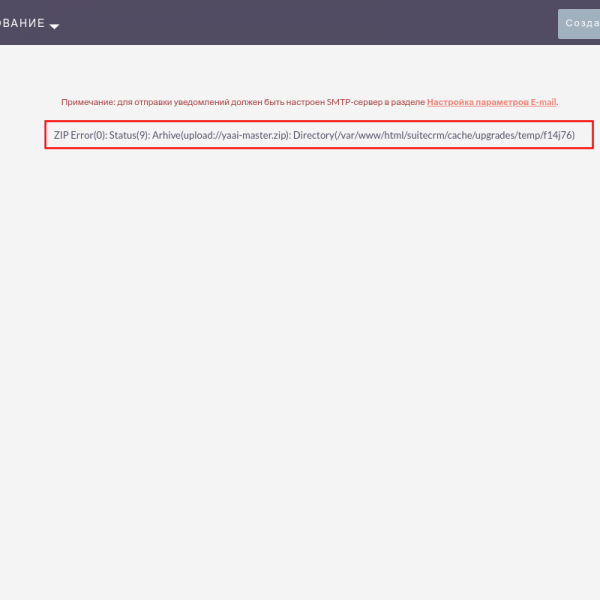 ОВАНИЕ
Созда
Примечание: для отправки уведомлений должен быть настроен SMTP-сервер в разделе Настройка параметров E-mail.
ZIP Error(0): Status(9): Arhive(upload://yaai-master.zip): Directory(/var/www/html/suitecrm/cache/upgrades/temp/f14j76)